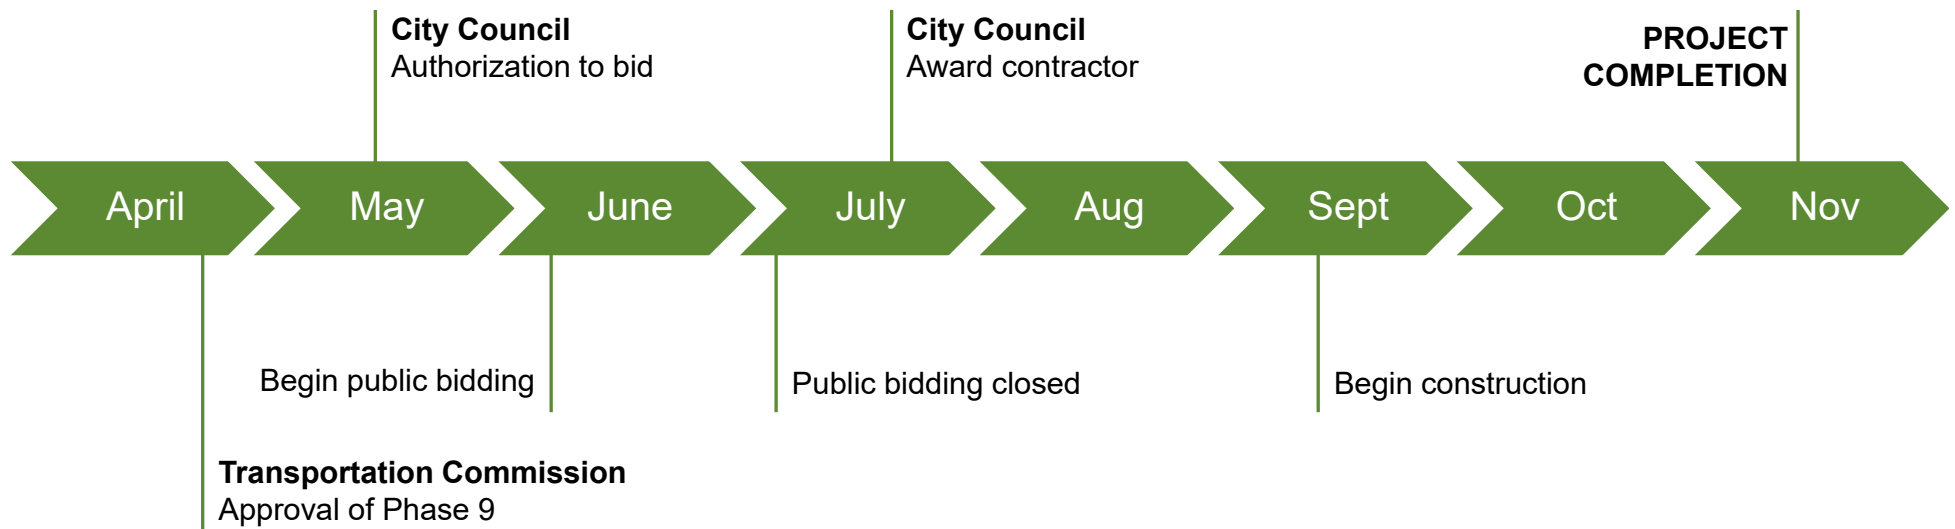 City Council
Authorization to bid
City Council
Award contractor
PROJECT
COMPLETION
April
May
June
July
Aug
Sept
Oct
Nov
Begin public bidding
Public bidding closed
Begin construction
Transportation Commission
Approval of Phase 9